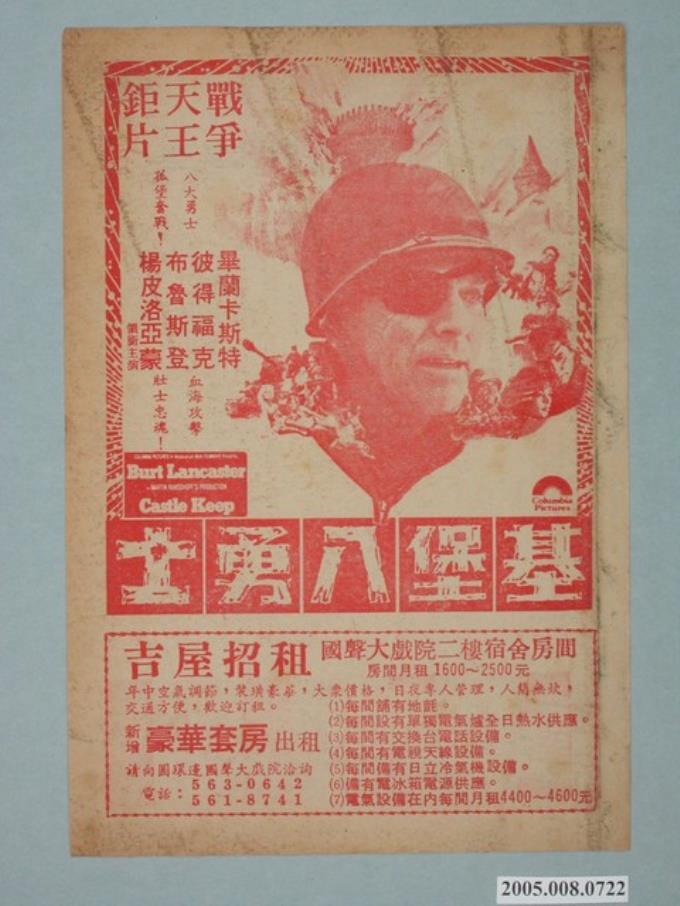 戰爭
天王
鉅片
八大勇士
孤堡奮戰！
畢蘭卡斯特
彼得福克
布魯斯登
楊皮洛亞蒙
領銜主演
血海攻擊
壯士忠魂！
Burt Lancaster
Castle Keep
Columbia
Pictures
基堡八勇士
吉屋招租
國聲大戲院二樓宿舍房間
房間月租1600～2500元
年中空氣調節，裝璜豪華，大眾價格，日夜專人管理，人閒無坎，
交通方便，歡迎訂租。
新增豪華套房出租
請向圓環邊國聲大戲院洽詢
電話：563-0642
561-8741
(1)每間舖有地毯。
(2)每間設有單獨電氣爐全日熱水供應。
(3)每間有交換台電話設備。
(4)每間有電視天線設備。
(5)每間備有日立冷氣機設備。
(6)備有電冰箱電源供應。
(7)電氣設備在內每間月租4400～4600元
2005.008.0722